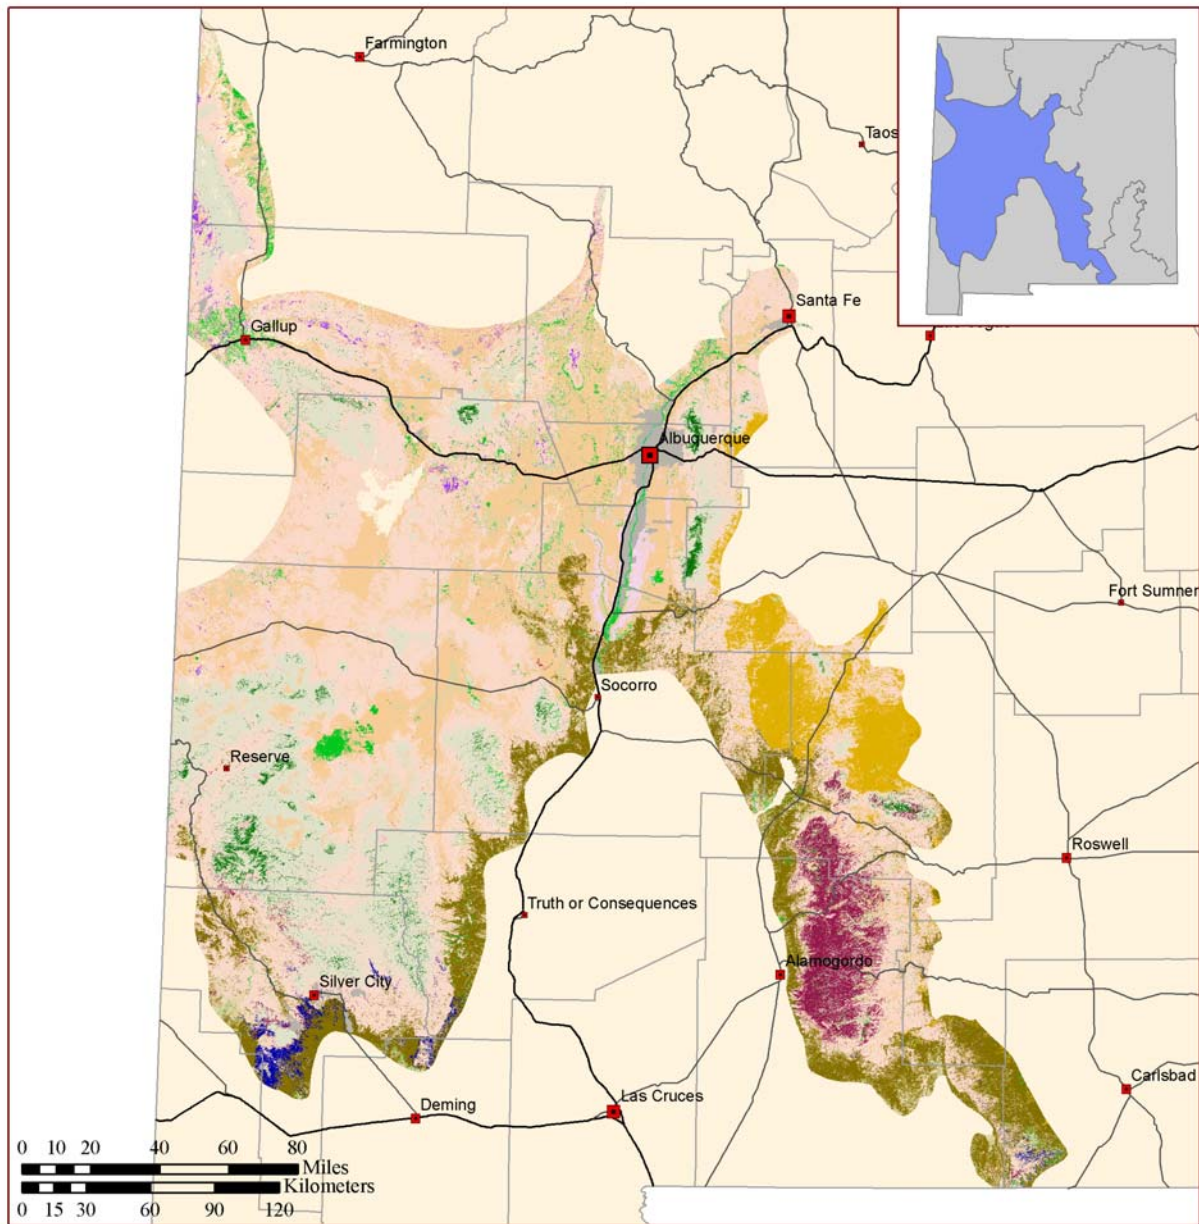 Farmington
Taos
Santa Fe
Gallup
Albuquerque
Fort Sumner
Socorro
Reserve
Roswell
Truth or Consequences
Alamogordo
Silver City
Carlsbad
Las Cruces
Deming
0 10 20 40 60 80
Miles
Kilometers
0 15 30 60 90 120